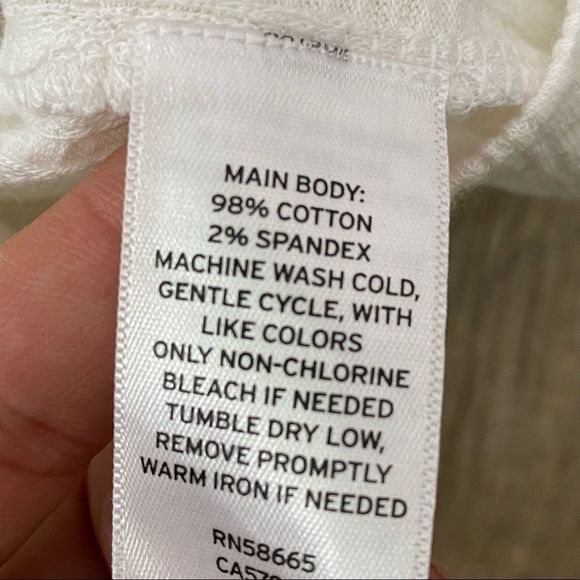 MAIN BODY:
98% COTTON
2% SPANDEX
MACHINE WASH COLD,
GENTLE CYCLE, WITH
LIKE COLORS
ONLY NON-CHLORINE
BLEACH IF NEEDED
TUMBLE DRY LOW,
REMOVE PROMPTLY
WARM IRON IF NEEDED
RN58665